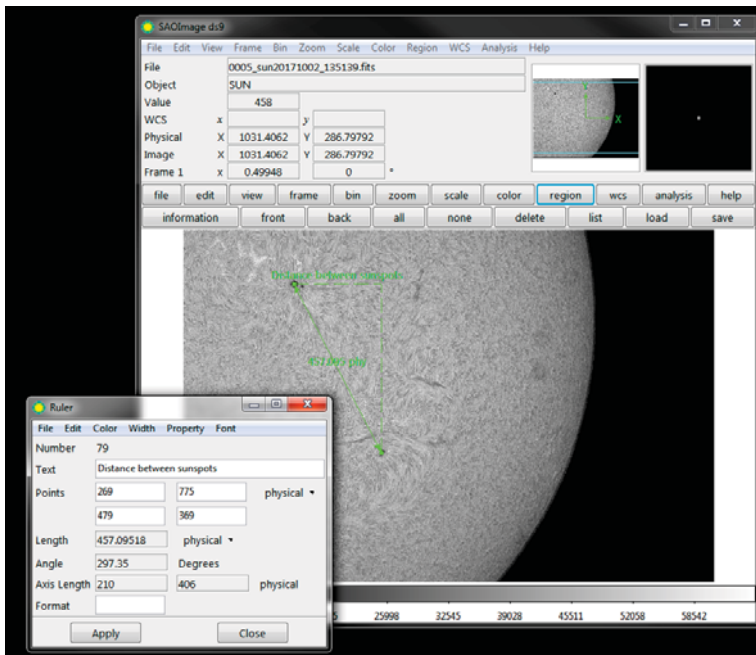 SAOImage ds9
File Edit View Frame Bin Zoom Scale Color Region WCS Analysis Help
File 0005_sun20171002_135139.fits
Object SUN
Value 458
WCS x y
Physical X 1031.4062 Y 286.79792
Image X 1031.4062 Y 286.79792
Frame 1 x 0.49948 0 °
X
file edit view frame bin zoom scale color region wcs analysis help
information front back all none delete list load save
Distance between sunspots
Ruler
File Edit Color Width Property Font
Number 79
Text Distance between sunspots
Points 269 775 physical
479 369
Length 457.09518 physical
Angle 297.35 Degrees
Axis Length 210 406 physical
Format
Apply Close
25998 32545 39028 45511 52058 58542